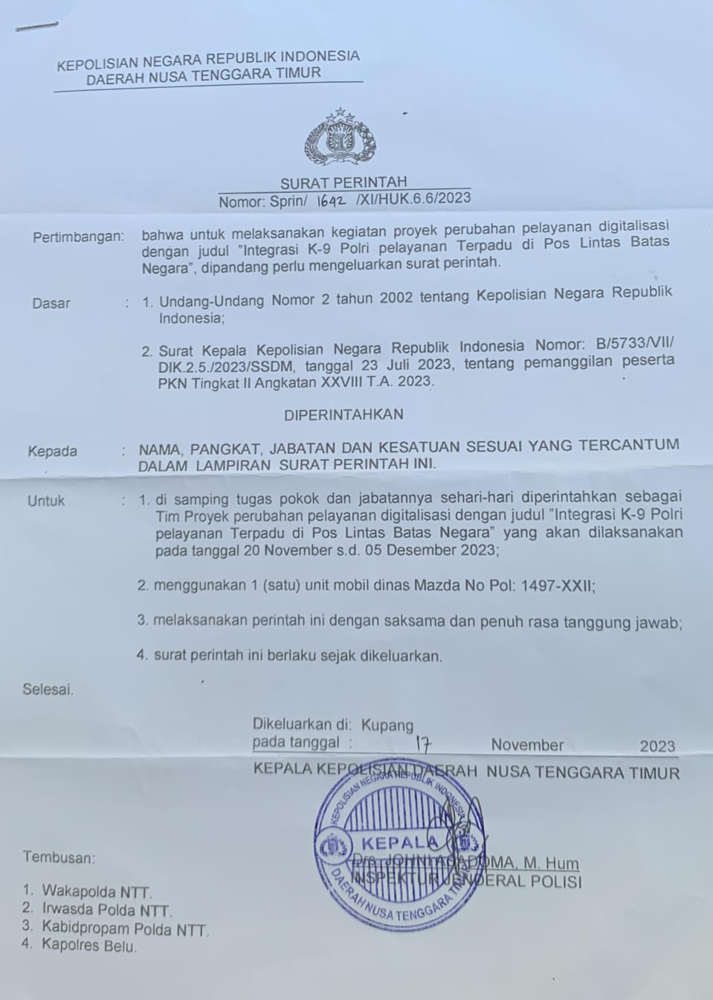 KEPOLISIAN NEGARA REPUBLIK INDONESIA
DAERAH NUSA TENGGARA TIMUR
SURAT PERINTAH
Nomor: Sprin/ 1642 /XI/HUK.6.6/2023
Pertimbangan: bahwa untuk melaksanakan kegiatan proyek perubahan pelayanan digitalisasi
dengan judul "Integrasi K-9 Polri pelayanan Terpadu di Pos Lintas Batas
Negara", dipandang perlu mengeluarkan surat perintah.
Dasar : 1. Undang-Undang Nomor 2 tahun 2002 tentang Kepolisian Negara Republik
Indonesia;
2. Surat Kepala Kepolisian Negara Republik Indonesia Nomor: B/5733/VII/
DIK.2.5./2023/SSDM, tanggal 23 Juli 2023, tentang pemanggilan peserta
PKN Tingkat II Angkatan XXVIII T.A. 2023.
DIPERINTAHKAN
Kepada : NAMA, PANGKAT, JABATAN DAN KESATUAN SESUAI YANG TERCANTUM
DALAM LAMPIRAN SURAT PERINTAH INI.
Untuk : 1. di samping tugas pokok dan jabatannya sehari-hari diperintahkan sebagai
Tim Proyek perubahan pelayanan digitalisasi dengan judul "Integrasi K-9 Polri
pelayanan Terpadu di Pos Lintas Batas Negara" yang akan dilaksanakan
pada tanggal 20 November s.d. 05 Desember 2023;
2. menggunakan 1 (satu) unit mobil dinas Mazda No Pol: 1497-XXII;
3. melaksanakan perintah ini dengan saksama dan penuh rasa tanggung jawab;
4. surat perintah ini berlaku sejak dikeluarkan.
Selesai.
Dikeluarkan di: Kupang
pada tanggal : 17 November 2023
KEPALA KEPOLISIAN DAERAH NUSA TENGGARA TIMUR
KEPOLISIAN NEGARA REPUBLIK INDONESIA
KEPALA
DAERAH NUSA TENGGARA TIMUR
Drs. JOHNI ASADOMA, M. Hum
INSPEKTUR JENDERAL POLISI
Tembusan:
1. Wakapolda NTT.
2. Irwasda Polda NTT.
3. Kabidpropam Polda NTT.
4. Kapolres Belu.